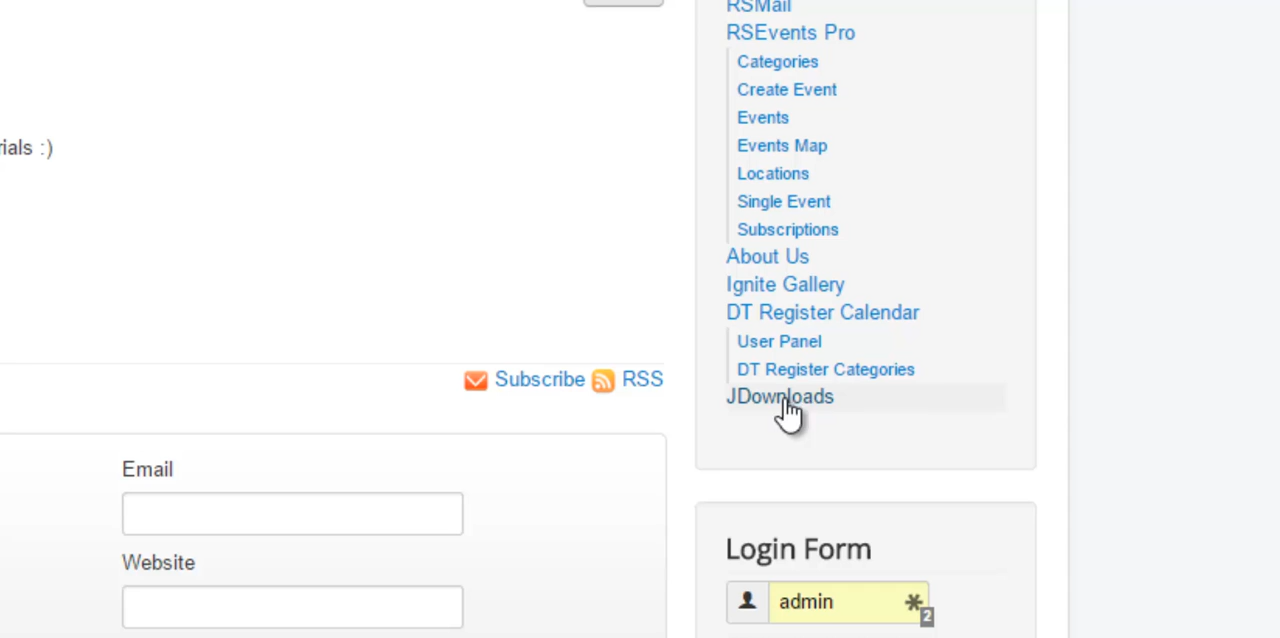 RSMail
RSEvents Pro
Categories
Create Event
Events
Events Map
rials :)
Locations
Single Event
Subscriptions
About Us
Ignite Gallery
DT Register Calendar
User Panel
DT Register Categories
Subscribe RSS
JDownloads
Email
Website
Login Form
admin
2